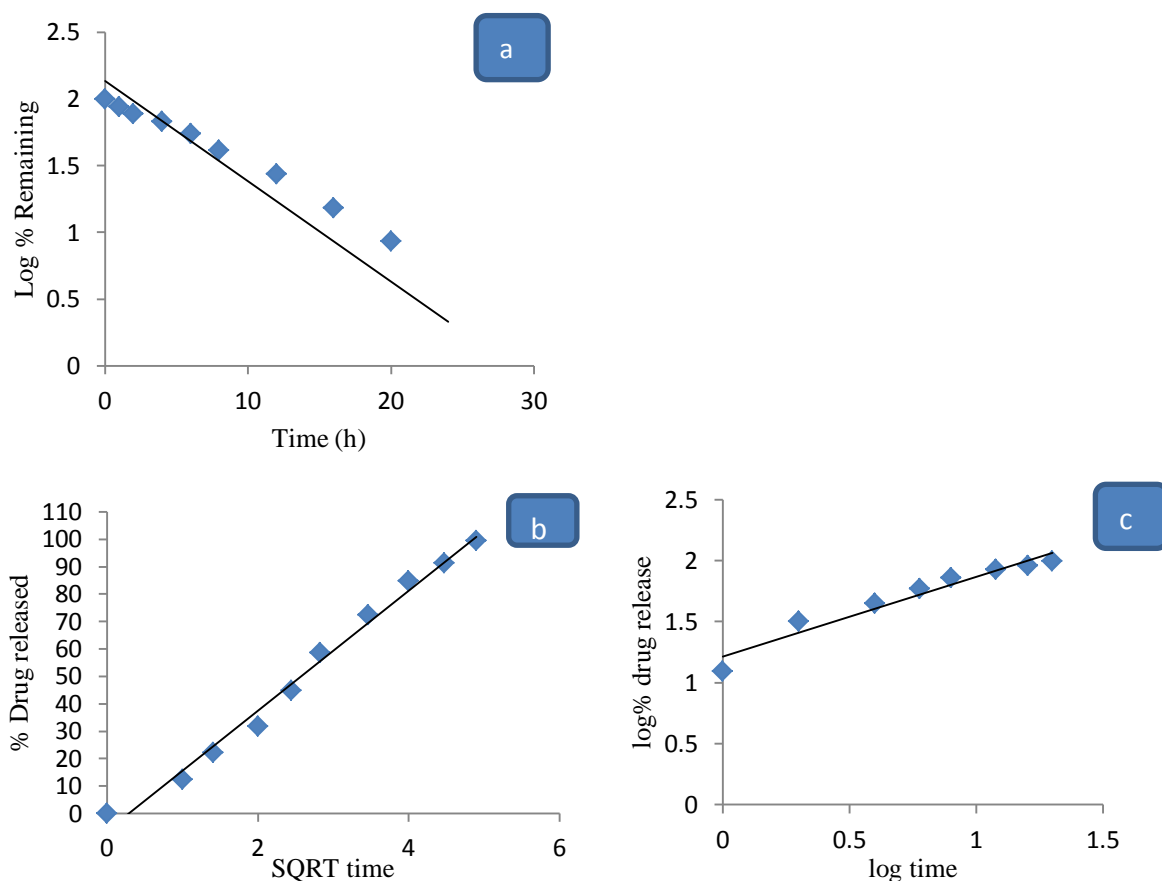 a
Log % Remaining
2.5
2
1.5
1
0.5
0
0 10 20 30
Time (h)
b
% Drug released
110
100
90
80
70
60
50
40
30
20
10
0
0 2 4 6
SQRT time
c
log% drug release
2.5
2
1.5
1
0.5
0
0 0.5 1 1.5
log time